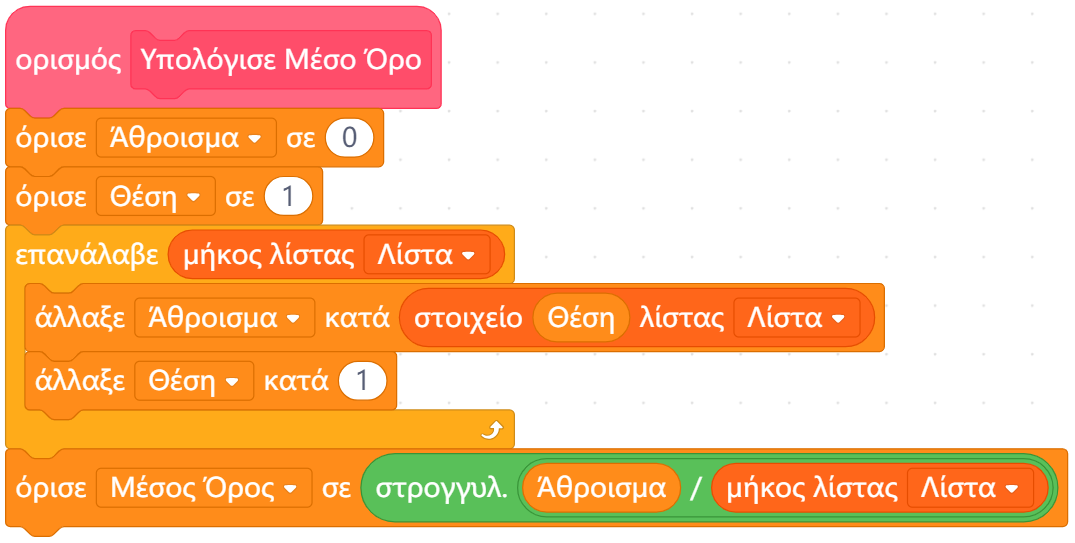 ορισμός Υπολόγισε Μέσο Όρο
όρισε Άθροισμα σε 0
όρισε Θέση σε 1
επανάλαβε μήκος λίστας Λίστα
άλλαξε Άθροισμα κατά στοιχείο Θέση λίστας Λίστα
άλλαξε Θέση κατά 1
όρισε Μέσος Όρος σε στρογγυλ. Άθροισμα / μήκος λίστας Λίστα